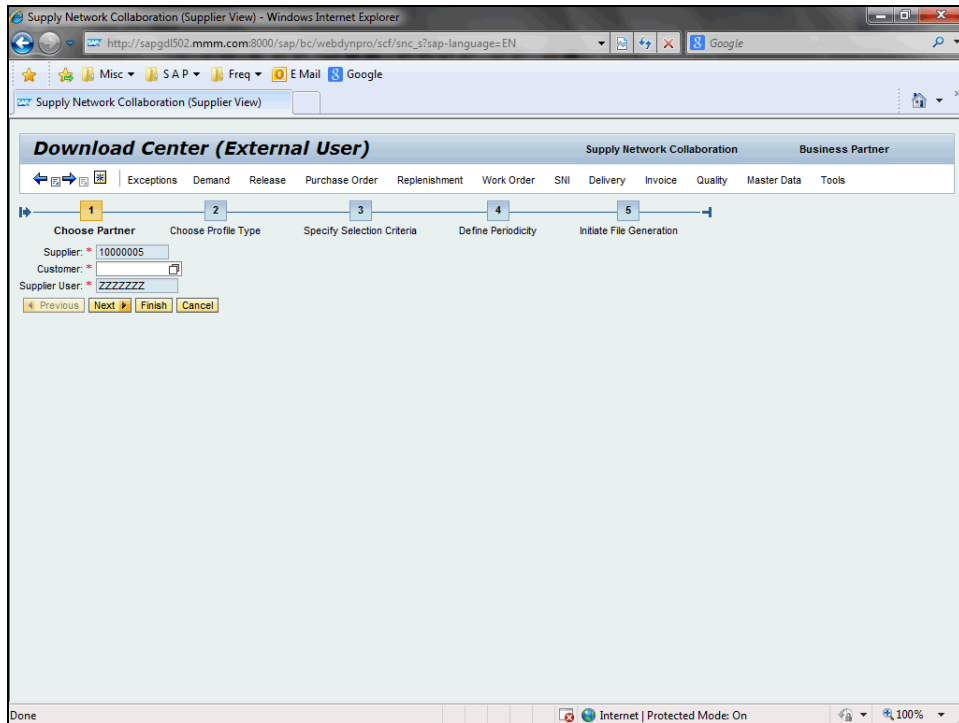 Supply Network Collaboration (Supplier View) - Windows Internet Explorer
http://sapgdl502.mmm.com:8000/sap/bc/webdynpro/scf/snc_s?sap-language=EN Google
Misc SAP Freq E Mail Google
Supply Network Collaboration (Supplier View)
Download Center (External User) Supply Network Collaboration Business Partner
Exceptions Demand Release Purchase Order Replenishment Work Order SNI Delivery Invoice Quality Master Data Tools
1 2 3 4 5
Choose Partner Choose Profile Type Specify Selection Criteria Define Periodicity Initiate File Generation
Supplier: * 10000005
Customer: *
Supplier User: * ZZZZZZZ
Previous Next Finish Cancel
Done Internet | Protected Mode: On 100%